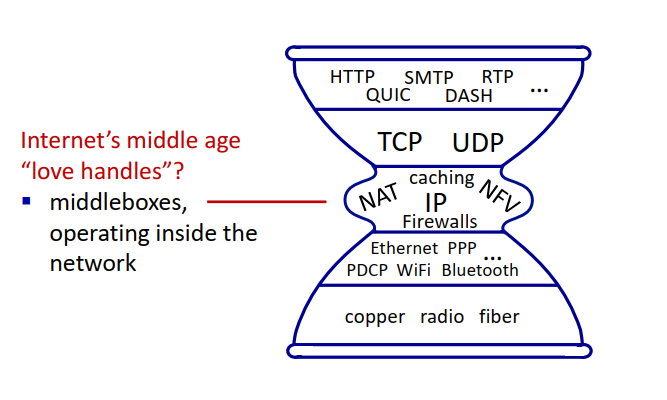 Internet's middle age
“love handles”?
▪ middleboxes,
operating inside the
network
HTTP SMTP RTP ...
QUIC DASH
TCP UDP
caching
NAT IP NFV
Firewalls
Ethernet PPP ...
PDCP WiFi Bluetooth
copper radio fiber